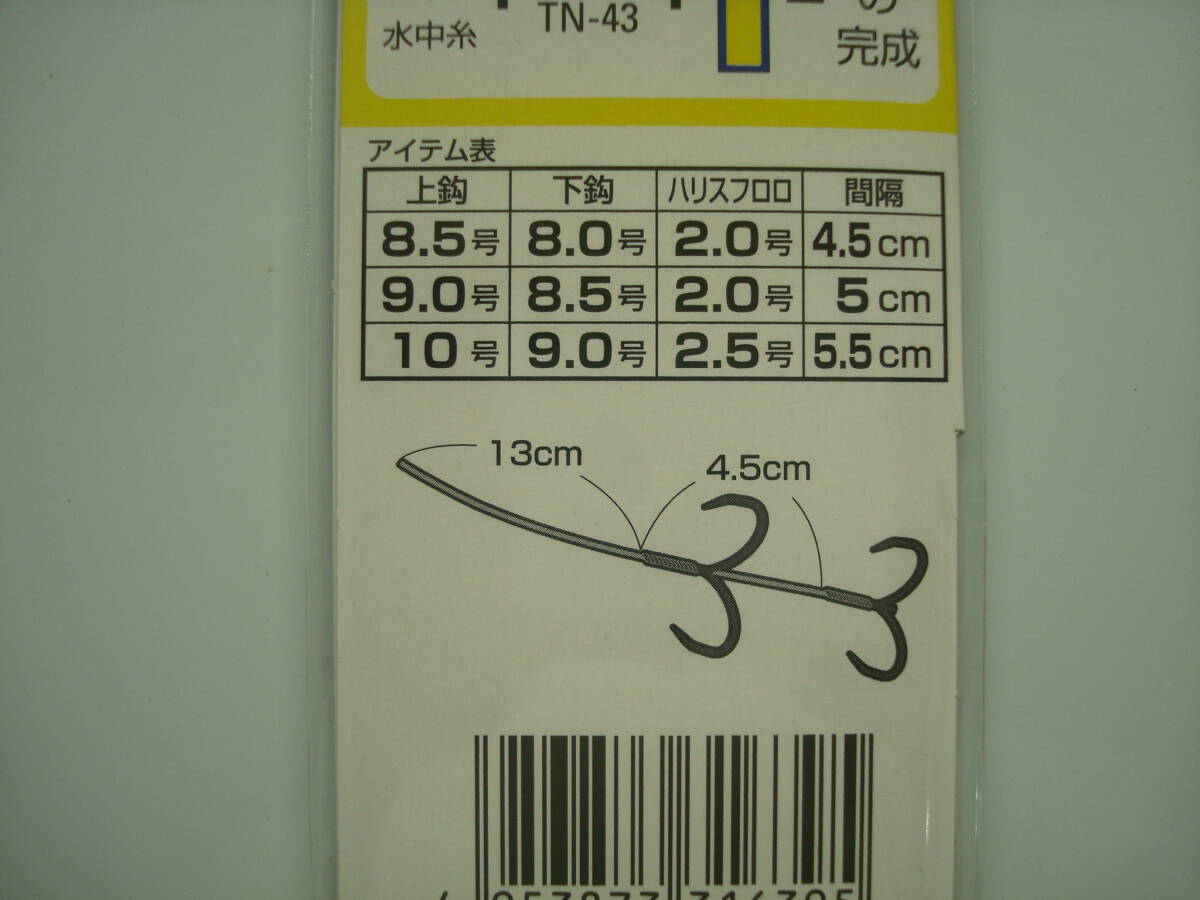 水中糸
TN-43
の
完成
アイテム表
上鈎 下鈎 ハリスフロロ 間隔
8.5号 8.0号 2.0号 4.5cm
9.0号 8.5号 2.0号 5cm
10号 9.0号 2.5号 5.5cm
13cm
4.5cm